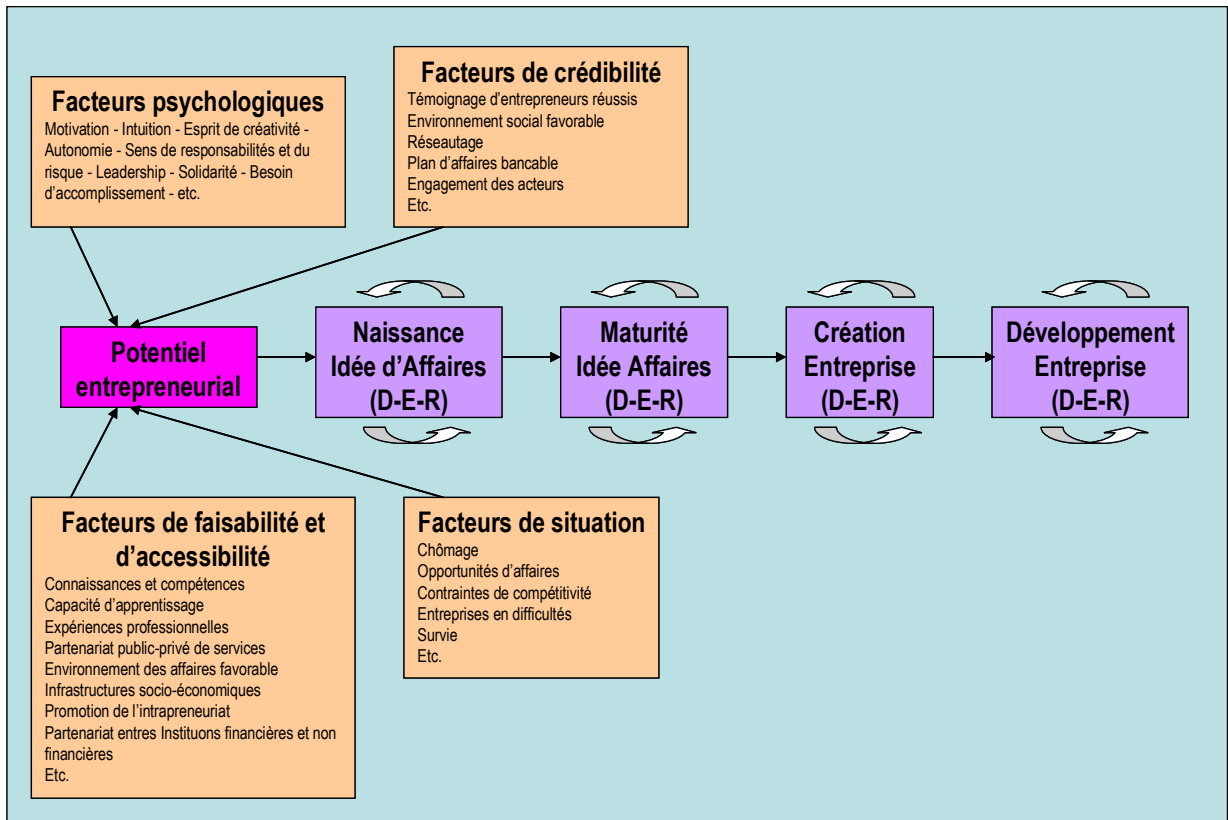 Facteurs psychologiques
Motivation - Intuition - Esprit de créativité -
Autonomie - Sens de responsabilités et du
risque - Leadership - Solidarité - Besoin
d'accomplissement - etc.
Facteurs de crédibilité
Témoignage d'entrepreneurs réussis
Environnement social favorable
Réseautage
Plan d'affaires bancable
Engagement des acteurs
Etc.
Potentiel
entrepreneurial
Naissance
Idée d'Affaires
(D-E-R)
Maturité
Idée Affaires
(D-E-R)
Création
Entreprise
(D-E-R)
Développement
Entreprise
(D-E-R)
Facteurs de faisabilité et
d'accessibilité
Connaissances et compétences
Capacité d'apprentissage
Expériences professionnelles
Partenariat public-privé de services
Environnement des affaires favorable
Infrastructures socio-économiques
Promotion de l'intrapreneuriat
Partenariat entres Instituons financières et non
financières
Etc.
Facteurs de situation
Chômage
Opportunités d'affaires
Contraintes de compétitivité
Entreprises en difficultés
Survie
Etc.